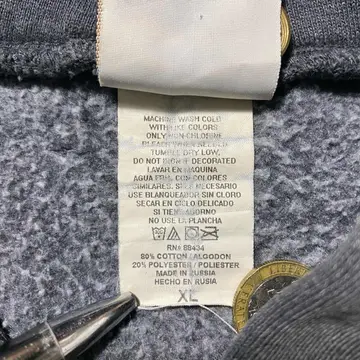 MACHINE WASH COLD
WITH LIKE COLORS
ONLY NON-CHLORINE
BLEACH WHEN NEEDED
TUMBLE DRY LOW,
DO NOT IRON IF DECORATED
LAVAR EN MAQUINA
AGUA FRIA CON COLORES
SIMILARES. SI ES NECESARIO
USE BLANQUEADOR SIN CLORO
SECAR EN CICLO DELICADO
SI TIENE ADORNO
NO USE LA PLANCHA
RN# 88434
80% COTTON / ALGODON
20% POLYESTER / POLIESTER
MADE IN RUSSIA
HECHO EN RUSIA
XL